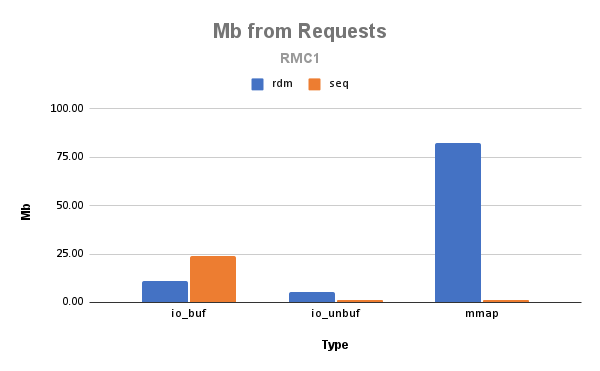 Mb from Requests
RMC1
rdm seq
100.00
75.00
50.00
25.00
0.00
Mb
io_buf io_unbuf mmap
Type